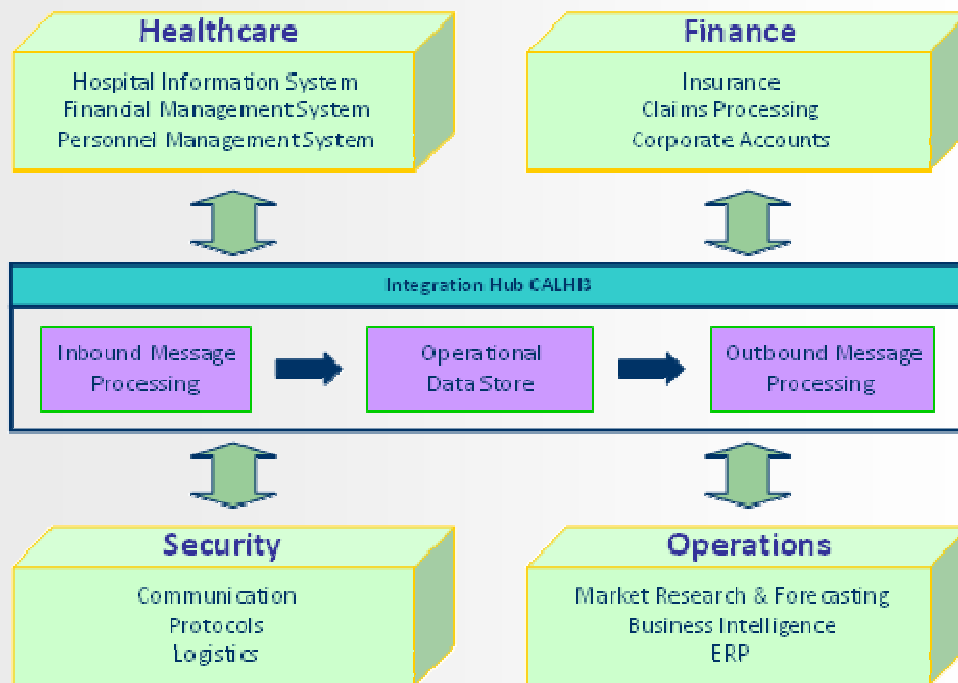 Healthcare
Hospital Information System
Financial Management System
Personnel Management System
Finance
Insurance
Claims Processing
Corporate Accounts
Integration Hub CALHIB
Inbound Message
Processing
Operational
Data Store
Outbound Message
Processing
Security
Communication
Protocols
Logistics
Operations
Market Research & Forecasting
Business Intelligence
ERP